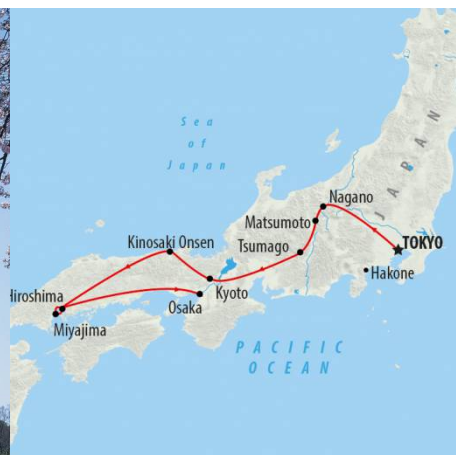 Sea
of
Japan
JAPAN
Nagano
Matsumoto
TOKYO
Kinosaki Onsen
Tsumago
Hakone
Kyoto
Hiroshima
Osaka
Miyajima
PACIFIC
OCEAN